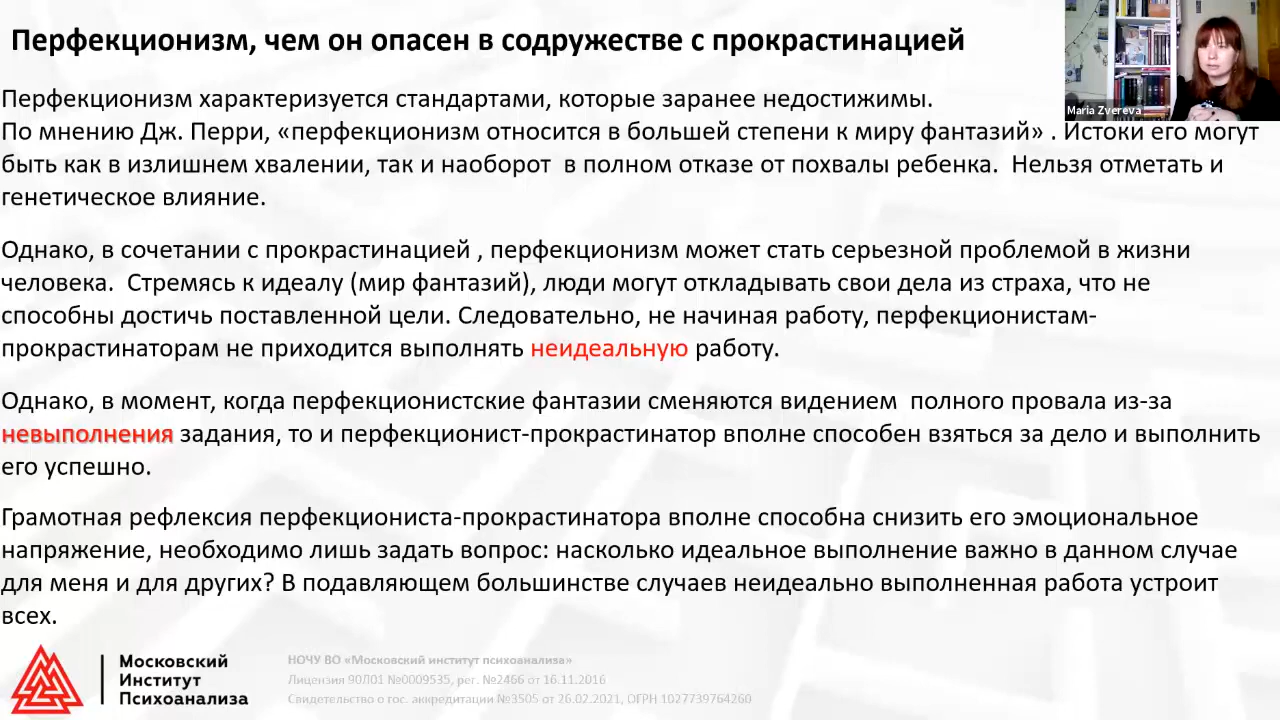 Перфекционизм, чем он опасен в содружестве с прокрастинацией
Maria Zvereva
Перфекционизм характеризуется стандартами, которые заранее недостижимы.
По мнению Дж. Перри, «перфекционизм относится в большей степени к миру фантазий» . Истоки его могут
быть как в излишнем хвалении, так и наоборот в полном отказе от похвалы ребенка. Нельзя отметать и
генетическое влияние.
Однако, в сочетании с прокрастинацией , перфекционизм может стать серьезной проблемой в жизни
человека. Стремясь к идеалу (мир фантазий), люди могут откладывать свои дела из страха, что не
способны достичь поставленной цели. Следовательно, не начиная работу, перфекционистам-
прокрастинаторам не приходится выполнять неидеальную работу.
Однако, в момент, когда перфекционистские фантазии сменяются видением полного провала из-за
невыполнения задания, то и перфекционист-прокрастинатор вполне способен взяться за дело и выполнить
его успешно.
Грамотная рефлексия перфекциониста-прокрастинатора вполне способна снизить его эмоциональное
напряжение, необходимо лишь задать вопрос: насколько идеальное выполнение важно в данном случае
для меня и для других? В подавляющем большинстве случаев неидеально выполненная работа устроит
всех.
Московский
Институт
Психоанализа
НОЧУ ВО «Московский институт психоанализа»
Лицензия 90Л01 №0009535, рег. №2466 от 16.11.2016
Свидетельство о гос. аккредитации №3505 от 26.02.2021, ОГРН 1027739764260